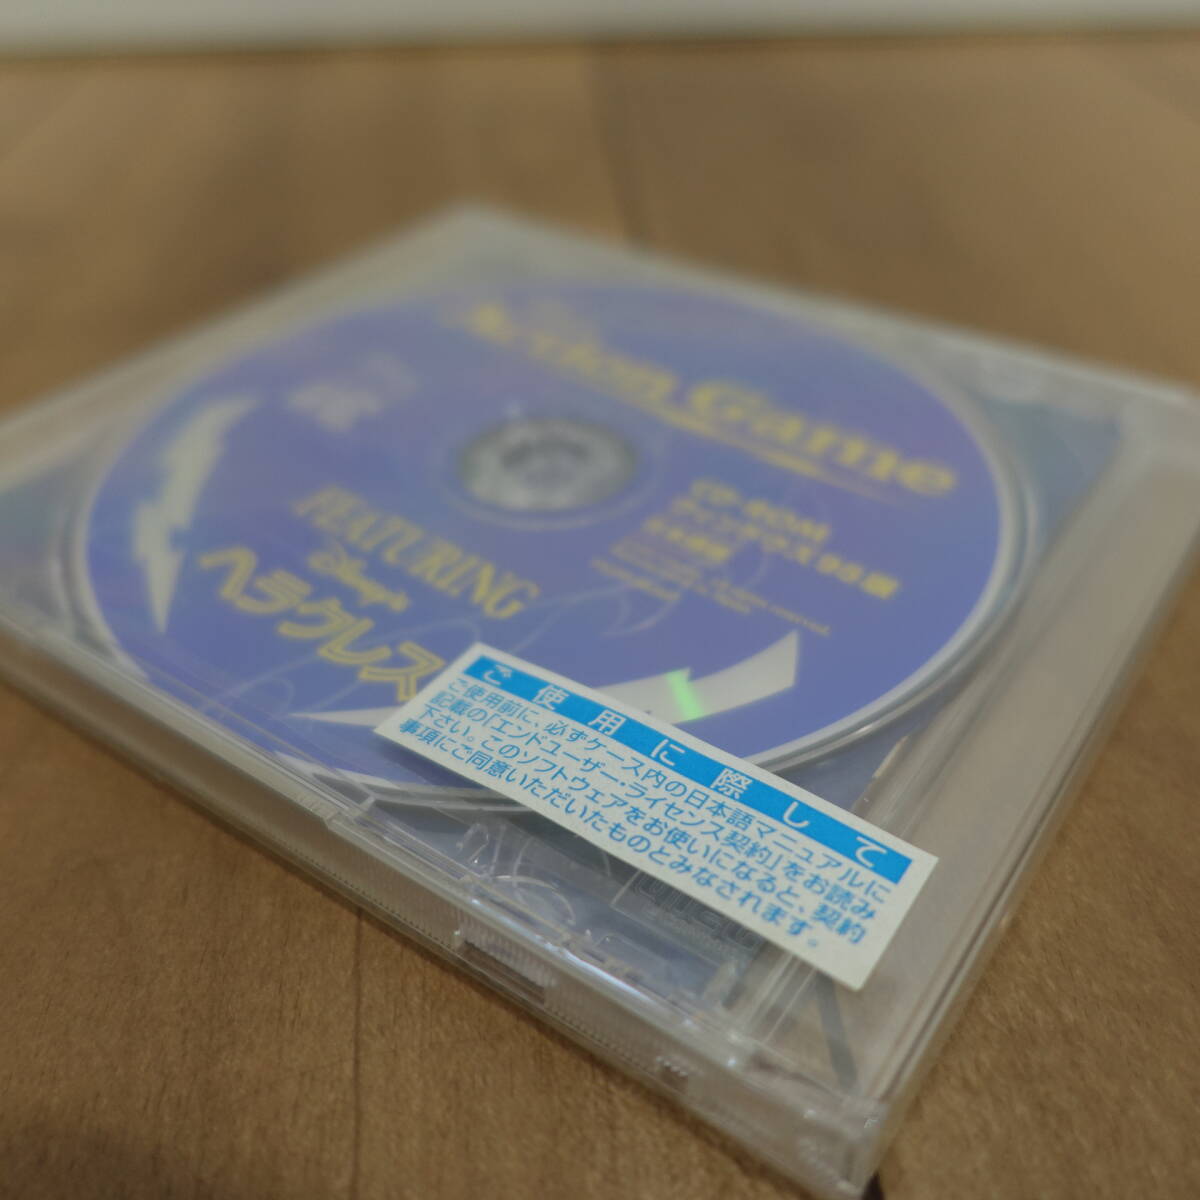 Action Game
CD-ROM
ウィンドウズ95版
日本語版
FEATURING
Disney's
ヘラクレス
ご使用に際して
ご使用前に、必ずケース内の日本語マニュアルに
記載の「エンドユーザー・ライセンス契約」をお読み
下さい。このソフトウェアをお使いになると、契約
事項にご同意いただいたものとみなされます。